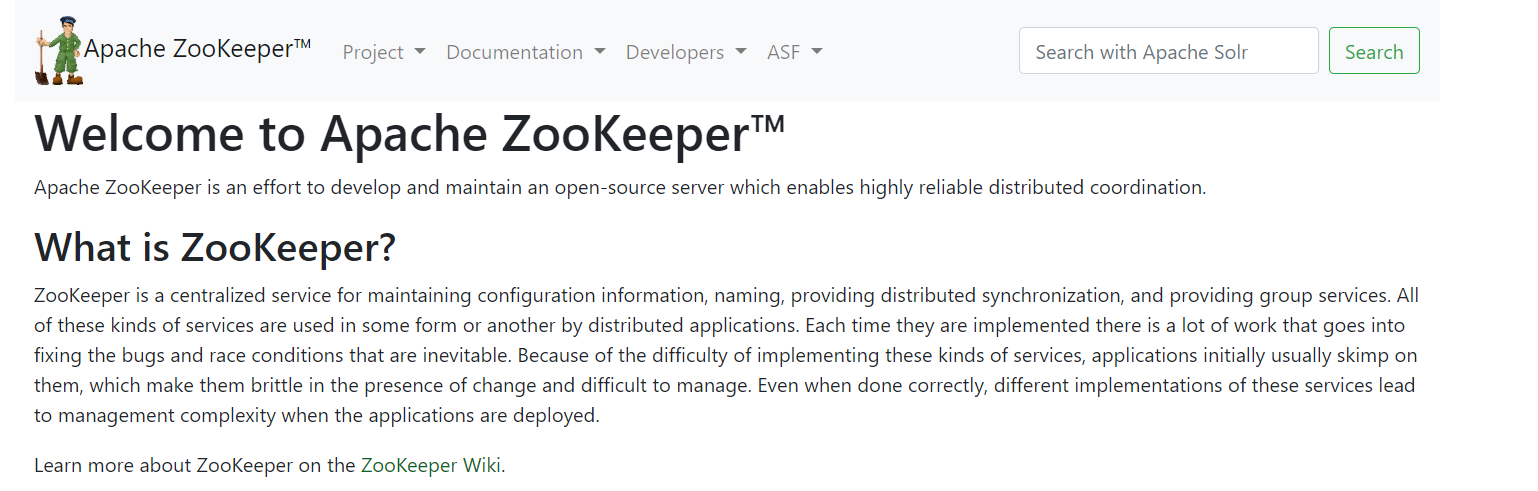 Apache ZooKeeper™ Project Documentation Developers ASF Search with Apache Solr Search
Welcome to Apache ZooKeeper™
Apache ZooKeeper is an effort to develop and maintain an open-source server which enables highly reliable distributed coordination.
What is ZooKeeper?
ZooKeeper is a centralized service for maintaining configuration information, naming, providing distributed synchronization, and providing group services. All
of these kinds of services are used in some form or another by distributed applications. Each time they are implemented there is a lot of work that goes into
fixing the bugs and race conditions that are inevitable. Because of the difficulty of implementing these kinds of services, applications initially usually skimp on
them, which make them brittle in the presence of change and difficult to manage. Even when done correctly, different implementations of these services lead
to management complexity when the applications are deployed.
Learn more about ZooKeeper on the ZooKeeper Wiki.